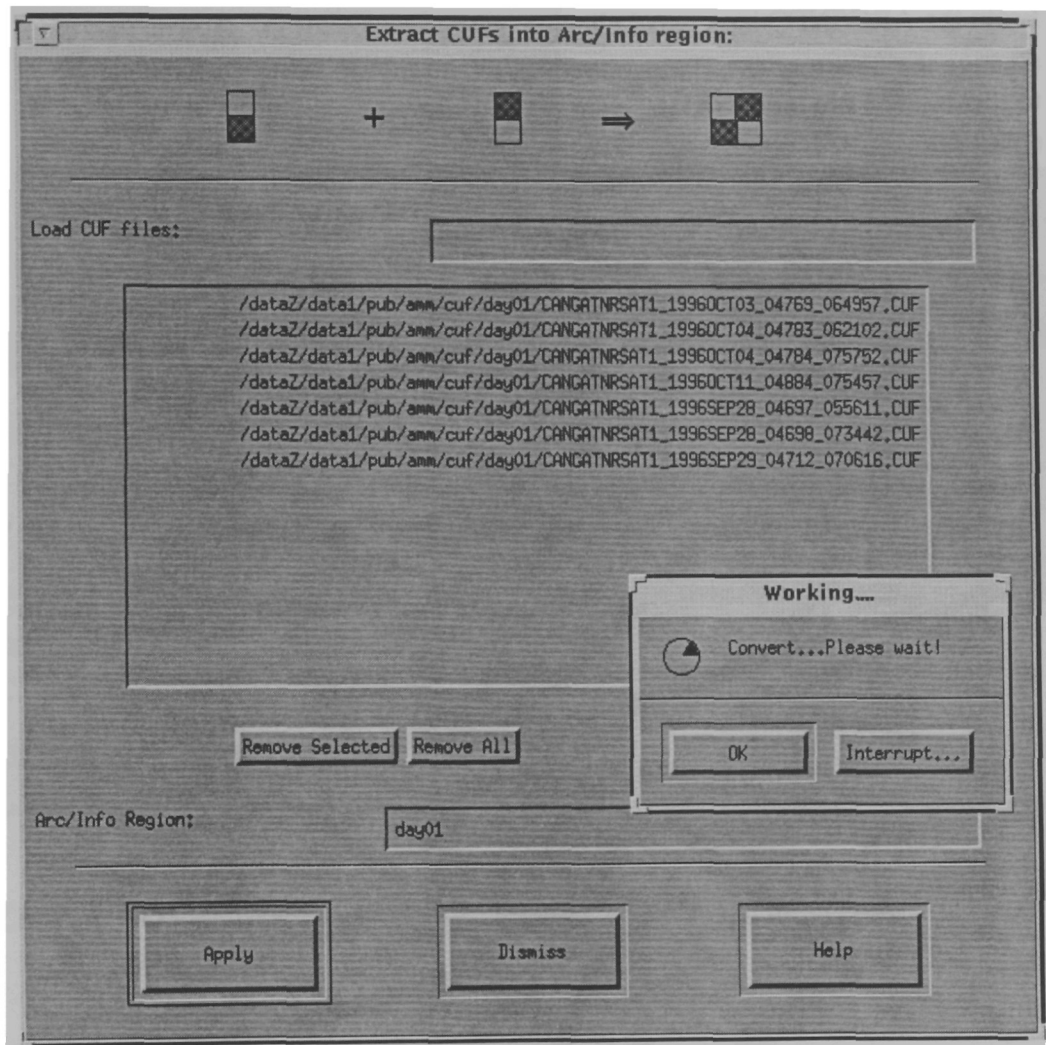 Extract CUFs into Arc/Info region:
+ ⇒
Load CUF files:
/dataZ/data1/pub/amm/cuf/day01/CANGATNRSAT1_1996OCT03_04769_064957.CUF
/dataZ/data1/pub/amm/cuf/day01/CANGATNRSAT1_1996OCT04_04783_062102.CUF
/dataZ/data1/pub/amm/cuf/day01/CANGATNRSAT1_1996OCT04_04784_075752.CUF
/dataZ/data1/pub/amm/cuf/day01/CANGATNRSAT1_1996OCT11_04884_075457.CUF
/dataZ/data1/pub/amm/cuf/day01/CANGATNRSAT1_1996SEP28_04697_055611.CUF
/dataZ/data1/pub/amm/cuf/day01/CANGATNRSAT1_1996SEP28_04698_073442.CUF
/dataZ/data1/pub/amm/cuf/day01/CANGATNRSAT1_1996SEP29_04712_070616.CUF
Working....
Convert...Please wait!
OK Interrupt...
Remove Selected Remove All
Arc/Info Region: day01
Apply Dismiss Help